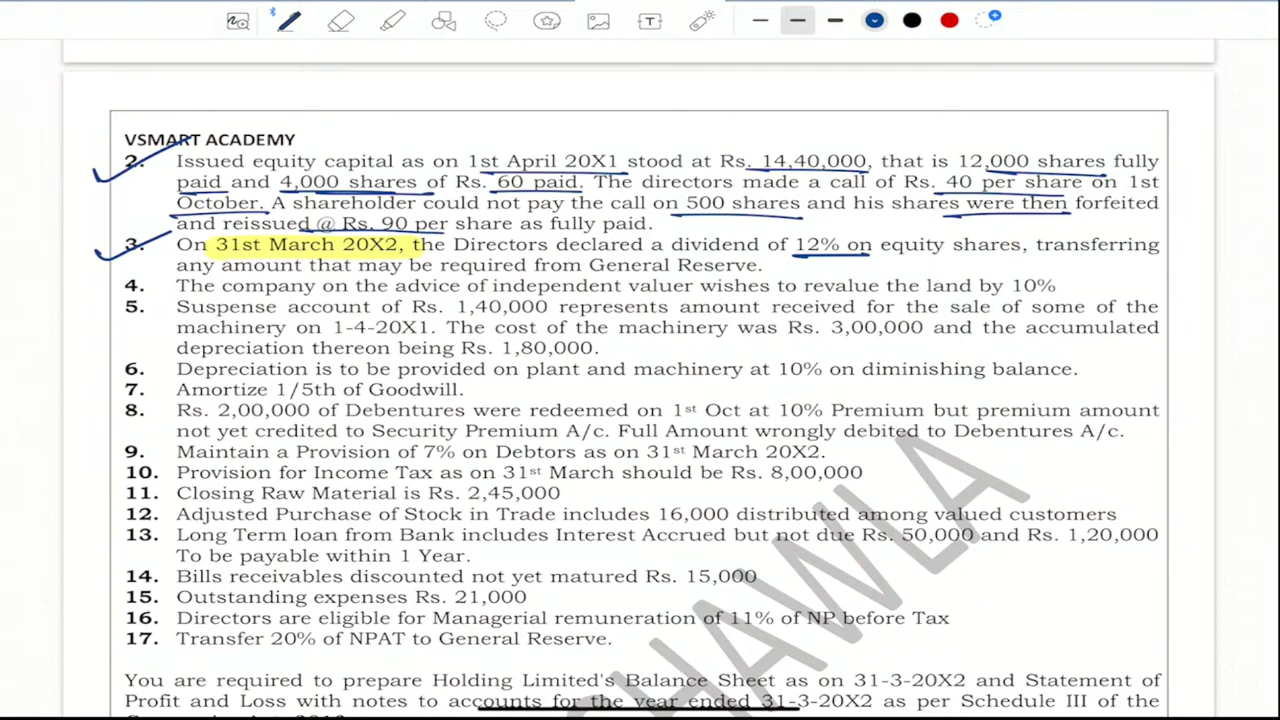 VSMART ACADEMY
2. Issued equity capital as on 1st April 20X1 stood at Rs. 14,40,000, that is 12,000 shares fully
paid and 4,000 shares of Rs. 60 paid. The directors made a call of Rs. 40 per share on 1st
October. A shareholder could not pay the call on 500 shares and his shares were then forfeited
and reissued @ Rs. 90 per share as fully paid.
3. On 31st March 20X2, the Directors declared a dividend of 12% on equity shares, transferring
any amount that may be required from General Reserve.
4. The company on the advice of independent valuer wishes to revalue the land by 10%
5. Suspense account of Rs. 1,40,000 represents amount received for the sale of some of the
machinery on 1-4-20X1. The cost of the machinery was Rs. 3,00,000 and the accumulated
depreciation thereon being Rs. 1,80,000.
6. Depreciation is to be provided on plant and machinery at 10% on diminishing balance.
7. Amortize 1/5th of Goodwill.
8. Rs. 2,00,000 of Debentures were redeemed on 1st Oct at 10% Premium but premium amount
not yet credited to Security Premium A/c. Full Amount wrongly debited to Debentures A/c.
9. Maintain a Provision of 7% on Debtors as on 31st March 20X2.
10. Provision for Income Tax as on 31st March should be Rs. 8,00,000
11. Closing Raw Material is Rs. 2,45,000
12. Adjusted Purchase of Stock in Trade includes 16,000 distributed among valued customers
13. Long Term loan from Bank includes Interest Accrued but not due Rs. 50,000 and Rs. 1,20,000
To be payable within 1 Year.
14. Bills receivables discounted not yet matured Rs. 15,000
15. Outstanding expenses Rs. 21,000
16. Directors are eligible for Managerial remuneration of 11% of NP before Tax
17. Transfer 20% of NPAT to General Reserve.
You are required to prepare Holding Limited's Balance Sheet as on 31-3-20X2 and Statement of
Profit and Loss with notes to accounts for the year ended 31-3-20X2 as per Schedule III of the
CHAWLA